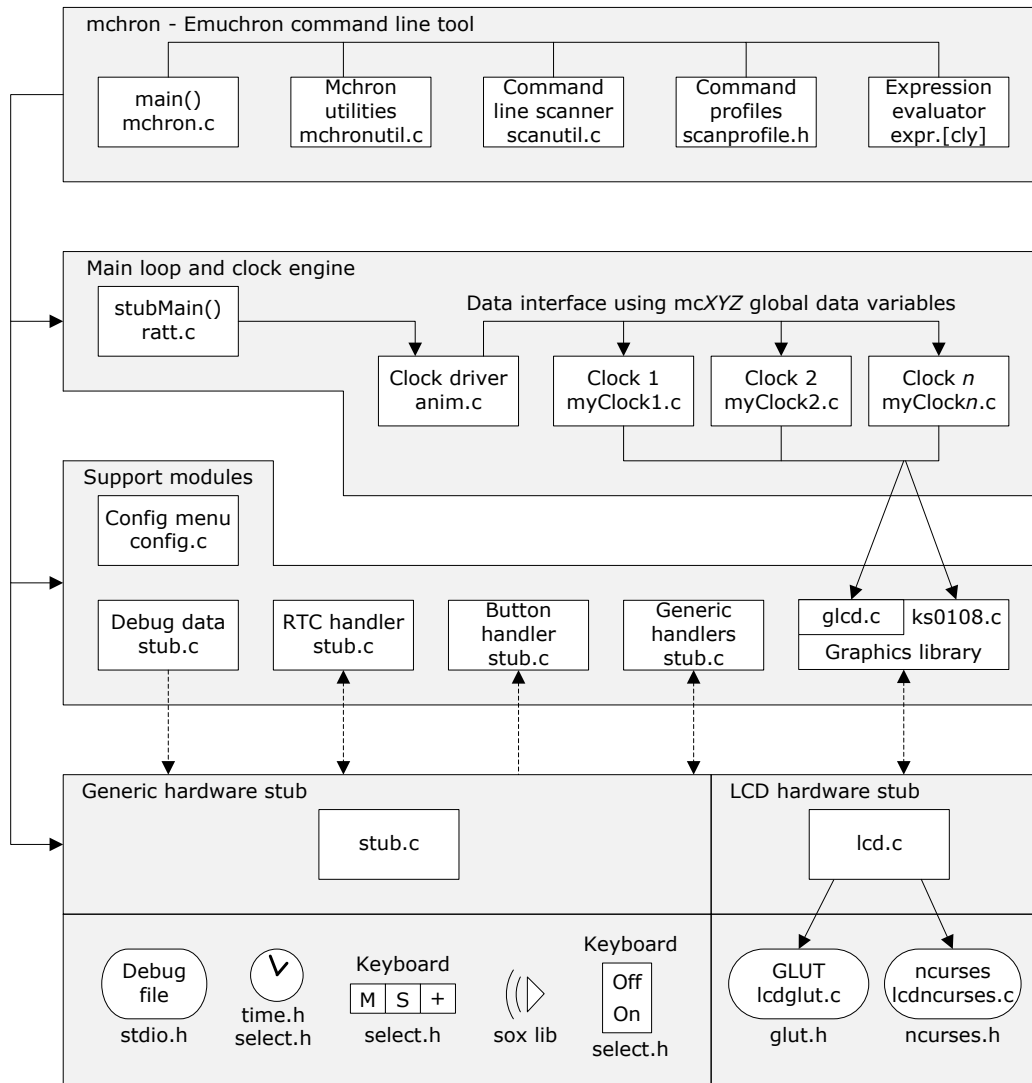 mchron - Emuchron command line tool
main()
mchron.c
Mchron
utilities
mchronutil.c
Command
line scanner
scanutil.c
Command
profiles
scanprofile.h
Expression
evaluator
expr.[cly]
Main loop and clock engine
stubMain()
ratt.c
Data interface using mcXYZ global data variables
Clock driver
anim.c
Clock 1
myClock1.c
Clock 2
myClock2.c
Clock n
myClockn.c
Support modules
Config menu
config.c
Debug data
stub.c
RTC handler
stub.c
Button
handler
stub.c
Generic
handlers
stub.c
glcd.c
ks0108.c
Graphics library
Generic hardware stub
stub.c
LCD hardware stub
lcd.c
Debug
file
stdio.h
time.h
select.h
Keyboard
M S +
select.h
sox lib
Keyboard
Off
On
select.h
GLUT
lcdglut.c
glut.h
ncurses
lcdncurses.c
ncurses.h